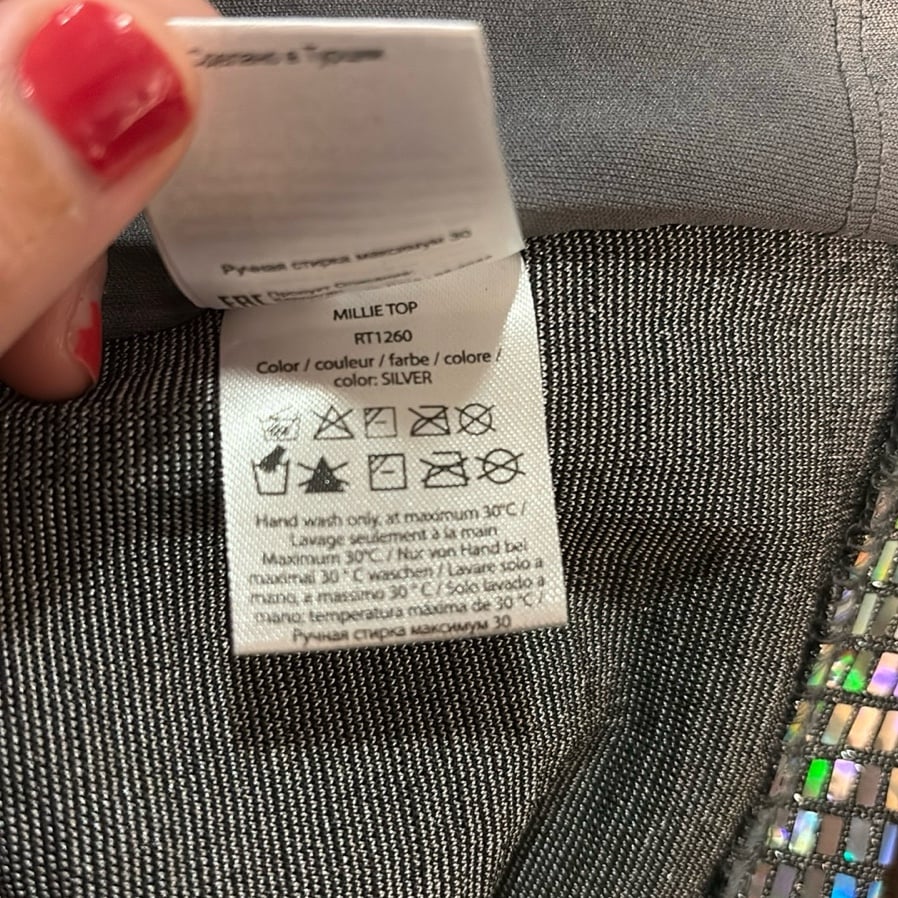 Сделано в Турции
Ручная стирка максимум 30
EAC
MILLIE TOP
RT1260
Color / couleur / farbe / colore /
color: SILVER
Hand wash only, at maximum 30°C /
Lavage seulement à la main
Maximum 30°C. / Nur von Hand bei
maximal 30 ° C waschen / Lavare solo a
mano, a massimo 30 ° C / Solo lavado a
mano: temperatura máxima de 30 °C /
Ручная стирка максимум 30